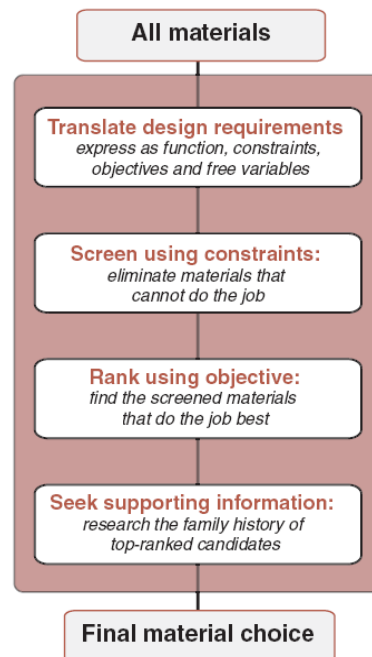 All materials
Translate design requirements
express as function, constraints,
objectives and free variables
Screen using constraints:
eliminate materials that
cannot do the job
Rank using objective:
find the screened materials
that do the job best
Seek supporting information:
research the family history of
top-ranked candidates
Final material choice